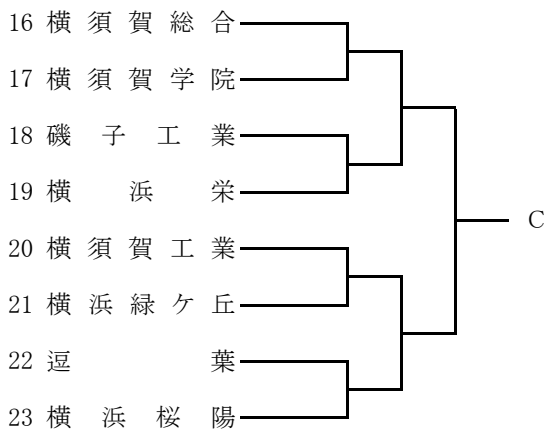 16 横須賀総合
17 横須賀学院
18 磯子工業
19 横浜栄
20 横須賀工業
21 横浜緑ケ丘
22 逗葉
23 横浜桜陽
C